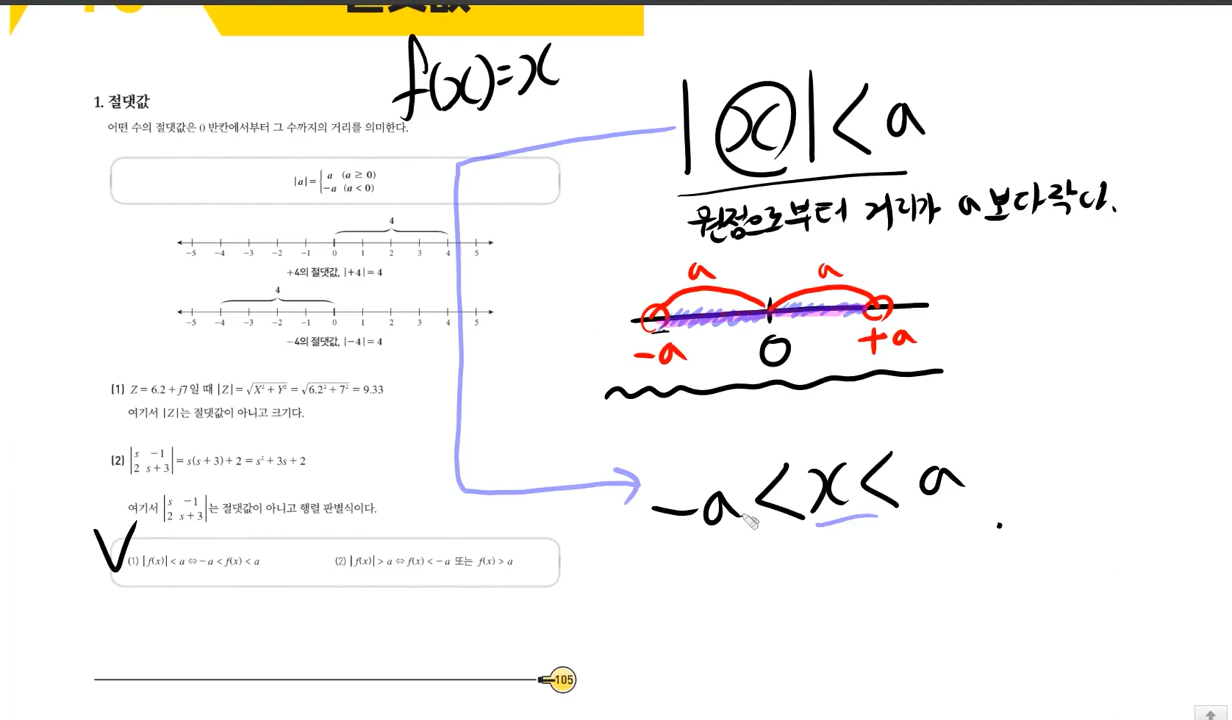 절댓값
1. 절댓값
어떤 수의 절댓값은 0 반칸에서부터 그 수까지의 거리를 의미한다.
|a| = { a (a ≥ 0)
−a (a < 0)
4
−5 −4 −3 −2 −1 0 1 2 3 4 5
+4의 절댓값, |+4| = 4
4
−5 −4 −3 −2 −1 0 1 2 3 4 5
−4의 절댓값, |−4| = 4
(1) Z = 6.2 + j7일 때 |Z| = √(X² + Y²) = √(6.2² + 7²) = 9.33
여기서 |Z|는 절댓값이 아니고 크기다.
(2) |s −1
2 s+3| = s(s+3)+2 = s²+3s+2
여기서 |s −1
2 s+3|는 절댓값이 아니고 행렬 판별식이다.
(1) |f(x)| < a ⇔ −a < f(x) < a (2) |f(x)| > a ⇔ f(x) < −a 또는 f(x) > a
105
f(x)=x
|x| < a
원점으로부터 거리가 a보다 작다.
a a
−a 0 +a
−a < x < a